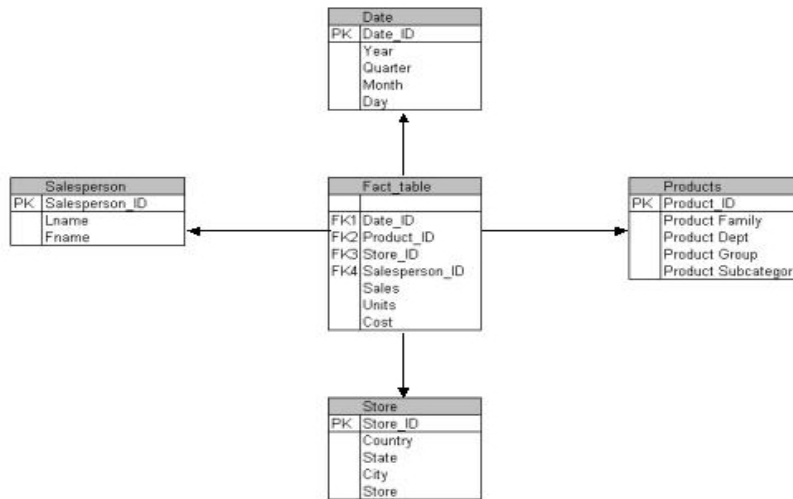 Date
PK Date_ID
Year
Quarter
Month
Day
Salesperson
PK Salesperson_ID
Lname
Fname
Fact_table
FK1 Date_ID
FK2 Product_ID
FK3 Store_ID
FK4 Salesperson_ID
Sales
Units
Cost
Products
PK Product_ID
Product Family
Product Dept
Product Group
Product Subcategor
Store
PK Store_ID
Country
State
City
Store